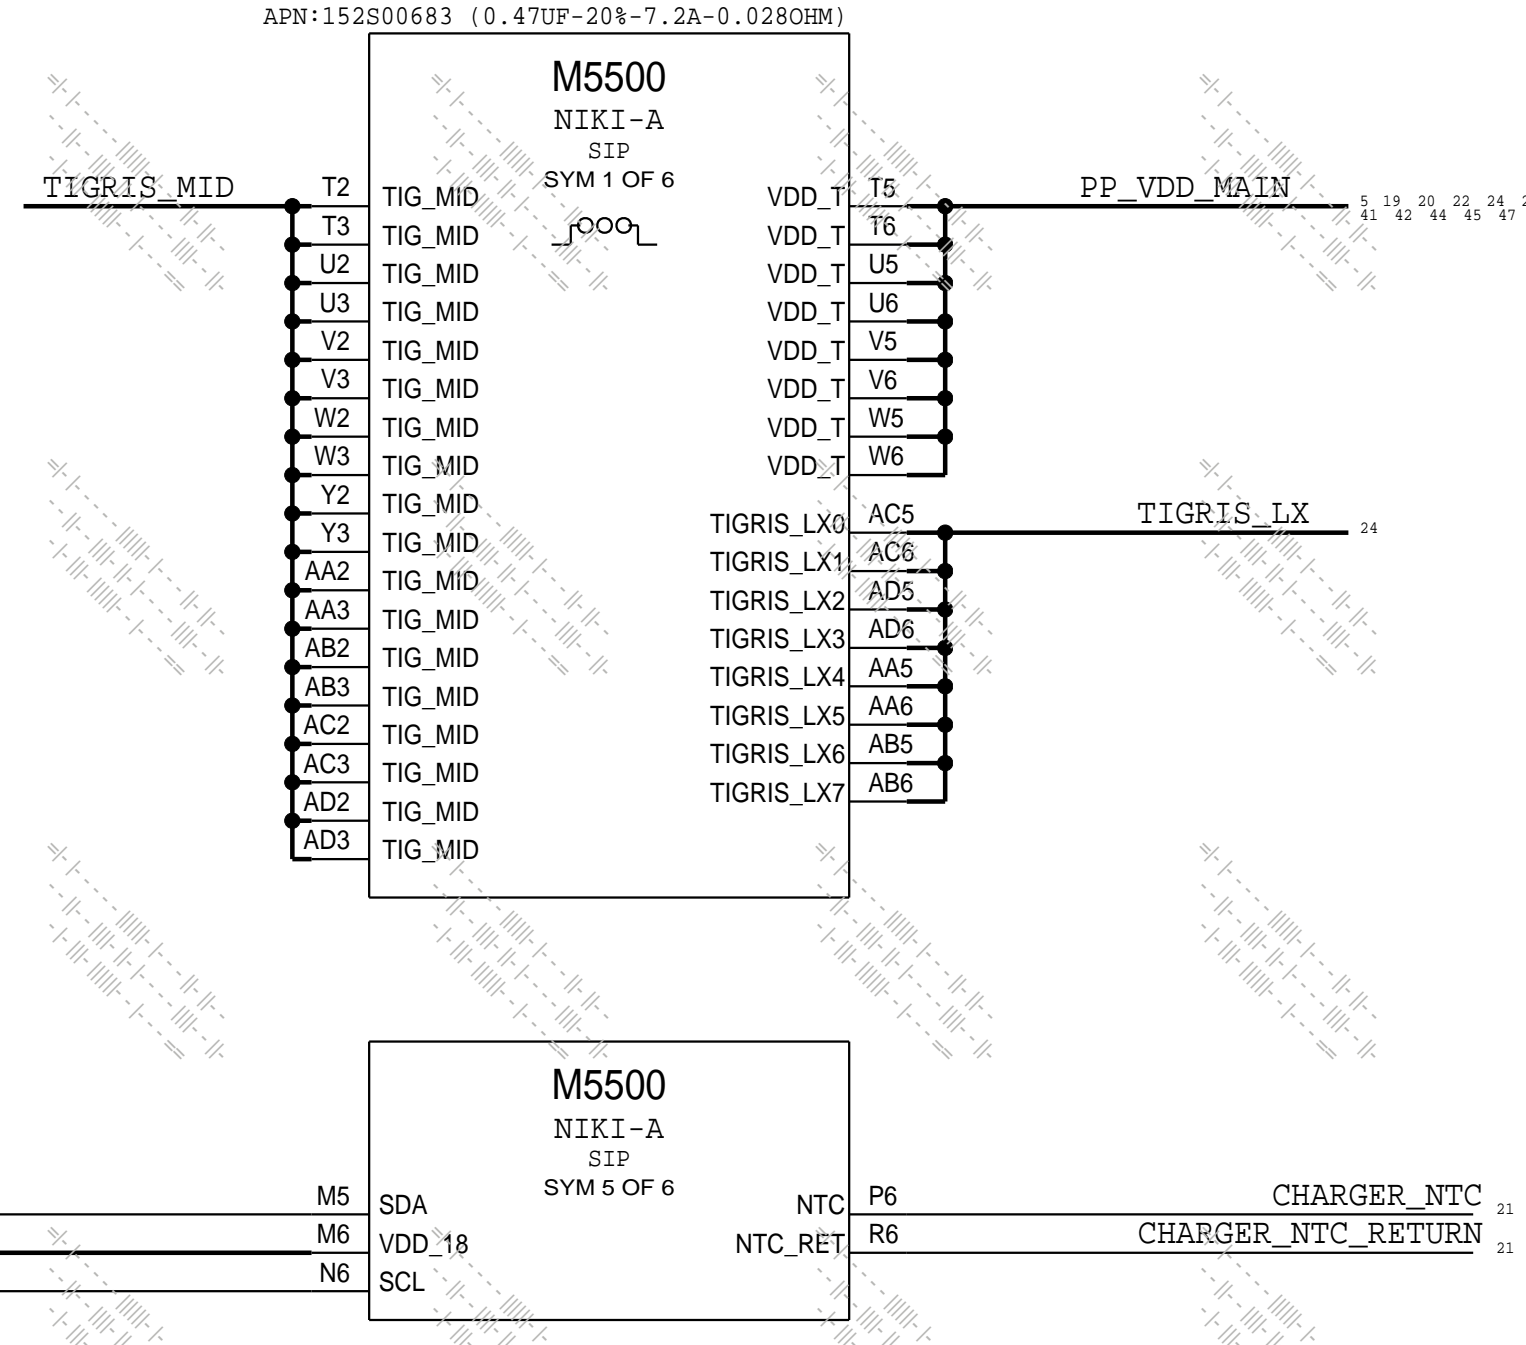 APN:152S00683 (0.47UF-20%-7.2A-0.028OHM)
M5500
NIKI-A
SIP
SYM 1 OF 6
TIGRIS_MID T2 TIG_MID VDD_T T5 PP_VDD_MAIN 5 19 20 22 24
41 42 44 45 47
T3 TIG_MID VDD_T T6
U2 TIG_MID VDD_T U5
U3 TIG_MID VDD_T U6
V2 TIG_MID VDD_T V5
V3 TIG_MID VDD_T V6
W2 TIG_MID VDD_T W5
W3 TIG_MID VDD_T W6
Y2 TIG_MID TIGRIS_LX0 AC5 TIGRIS_LX 24
Y3 TIG_MID TIGRIS_LX1 AC6
AA2 TIG_MID TIGRIS_LX2 AD5
AA3 TIG_MID TIGRIS_LX3 AD6
AB2 TIG_MID TIGRIS_LX4 AA5
AB3 TIG_MID TIGRIS_LX5 AA6
AC2 TIG_MID TIGRIS_LX6 AB5
AC3 TIG_MID TIGRIS_LX7 AB6
AD2 TIG_MID
AD3 TIG_MID
M5500
NIKI-A
SIP
SYM 5 OF 6
M5 SDA NTC P6 CHARGER_NTC 21
M6 VDD_18 NTC_RET R6 CHARGER_NTC_RETURN 21
N6 SCL